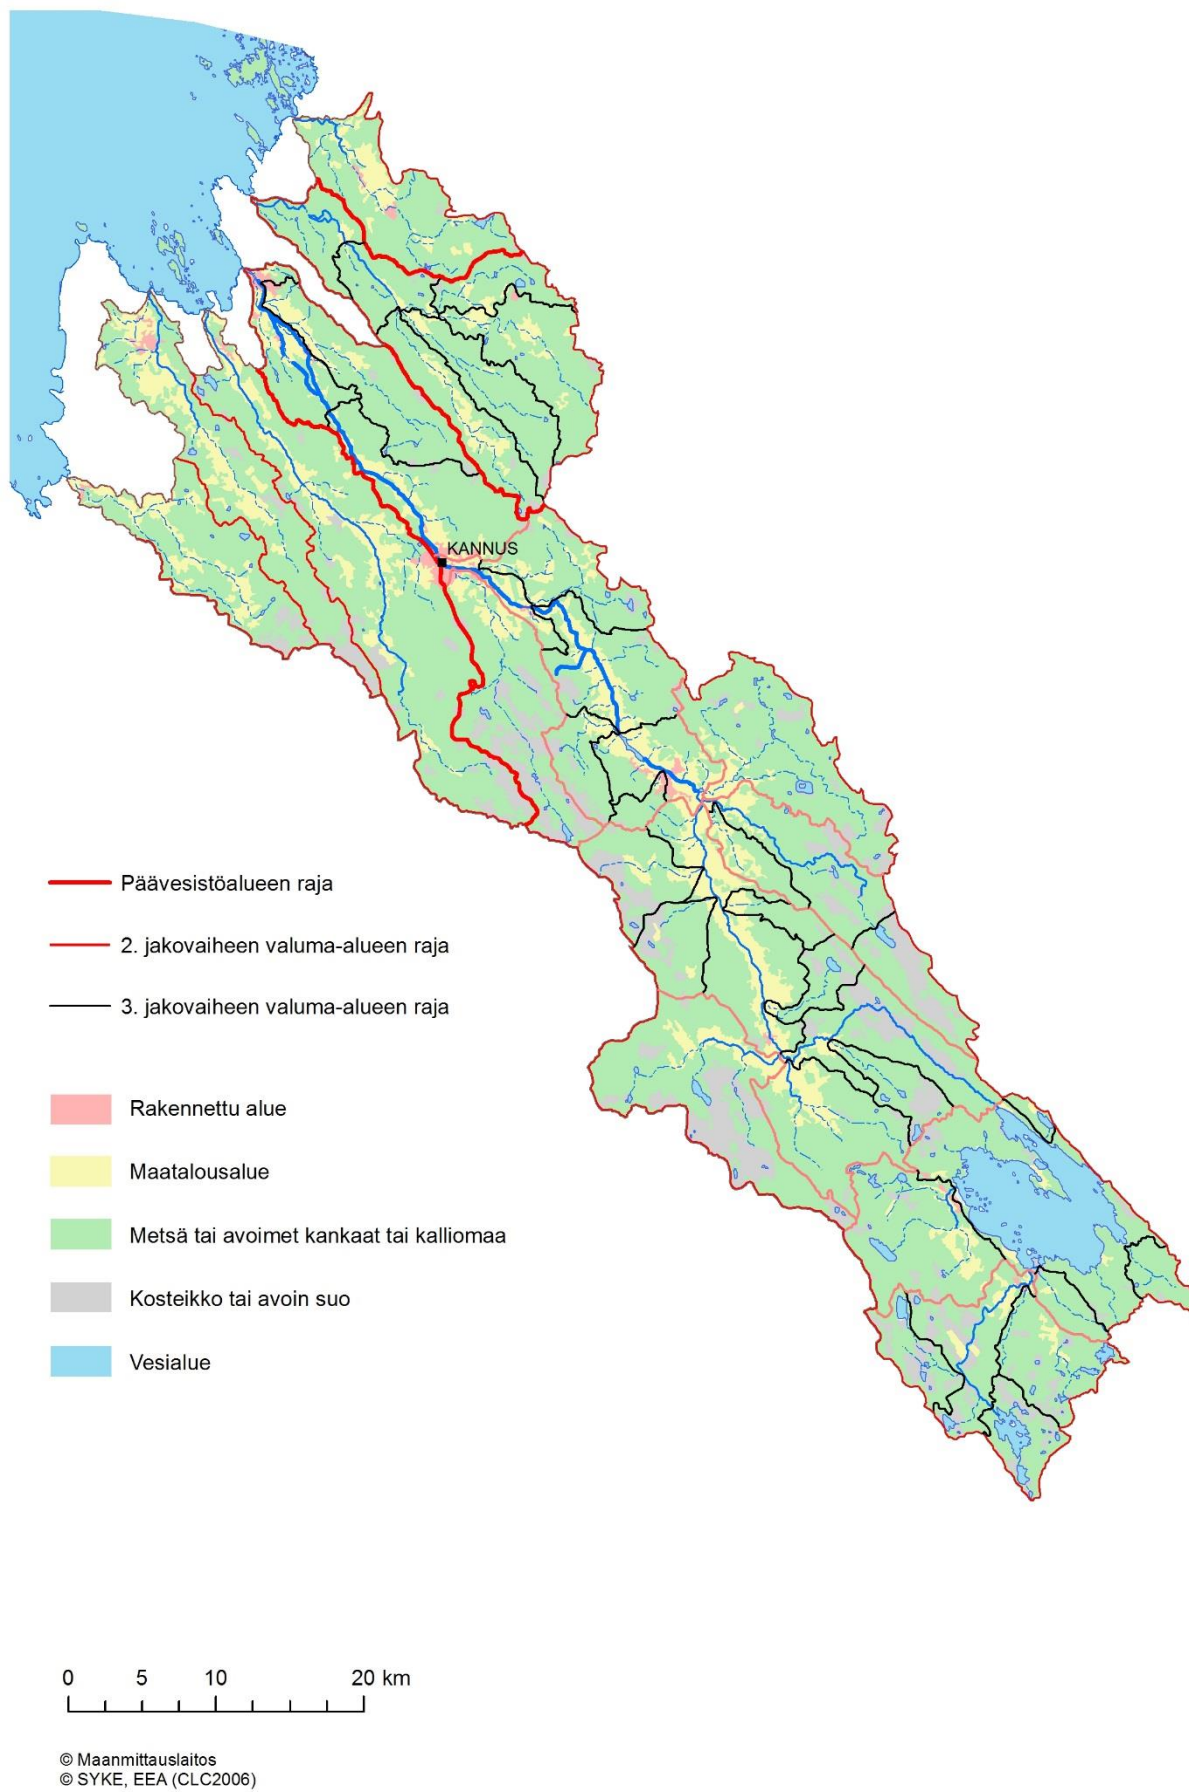 KANNUS
Päävesistöalueen raja
2. jakovaiheen valuma-alueen raja
3. jakovaiheen valuma-alueen raja
Rakennettu alue
Maatalousalue
Metsä tai avoimet kankaat tai kalliomaa
Kosteikko tai avoin suo
Vesialue
0 5 10 20 km
© Maanmittauslaitos
© SYKE, EEA (CLC2006)